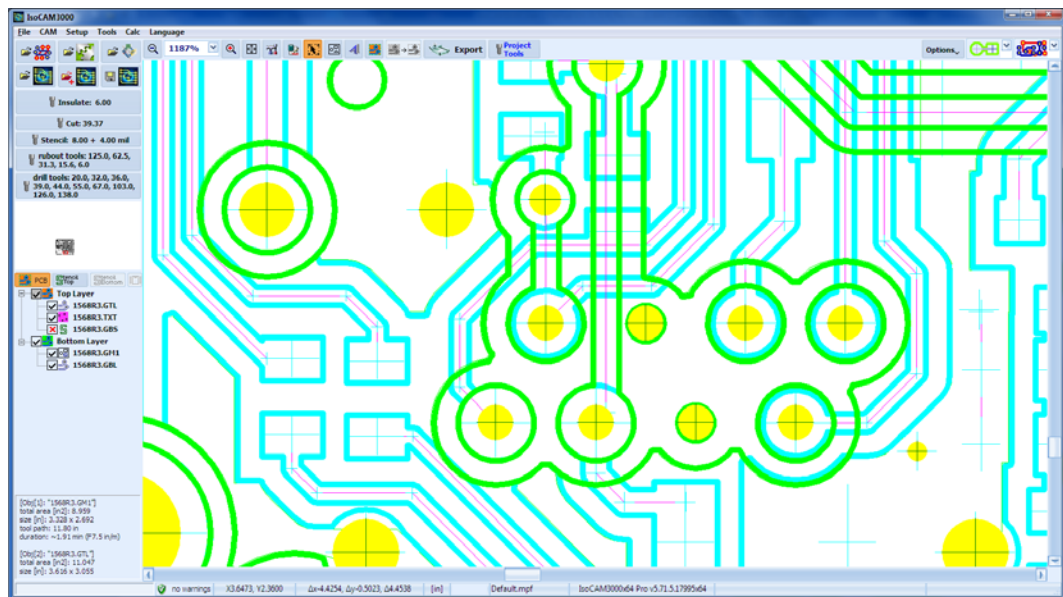 IsoCAM3000
File CAM Setup Tools Calc Language
1187%
Export
Project
Tools
Options
Insulate: 6.00
Cut: 39.37
Stencil: 8.00 + 4.00 mil
rubout tools: 125.0, 62.5,
31.3, 15.6, 6.0
drill tools: 20.0, 32.0, 36.0,
39.0, 44.0, 55.0, 67.0, 103.0,
126.0, 138.0
PCB Stencil Top Stencil Bottom
Top Layer
1568R3.GTL
1568R3.TXT
1568R3.GBS
Bottom Layer
1568R3.GM1
1568R3.GBL
[Obj[1]: "1568R3.GM1"]
total area [in2]: 8.959
size [in]: 3.328 x 2.692
tool path: 11.80 in
duration: ~1.91 min (F7.5 in/m)
[Obj[2]: "1568R3.GTL"]
total area [in2]: 11.047
size [in]: 3.616 x 3.055
no warnings X3.6473, Y2.3600 Δx-4.4254, Δy-0.5023, Δ4.4538 [in] Default.mpf IsoCAM3000x64 Pro v5.71.5.17995x64